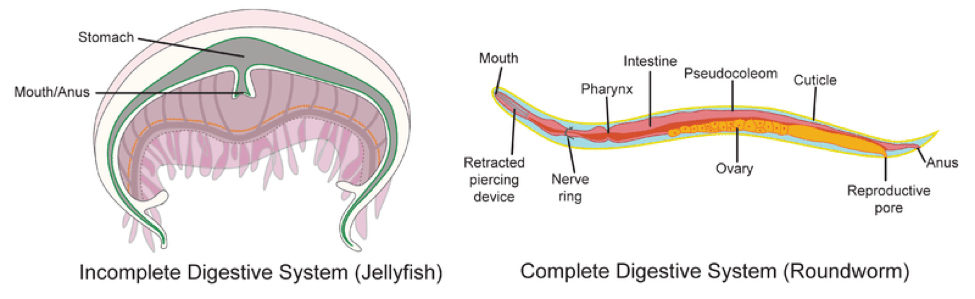 Stomach
Mouth/Anus
Incomplete Digestive System (Jellyfish)
Mouth
Pharynx
Intestine
Pseudocoleom
Cuticle
Retracted
piercing
device
Nerve
ring
Ovary
Reproductive
pore
Anus
Complete Digestive System (Roundworm)